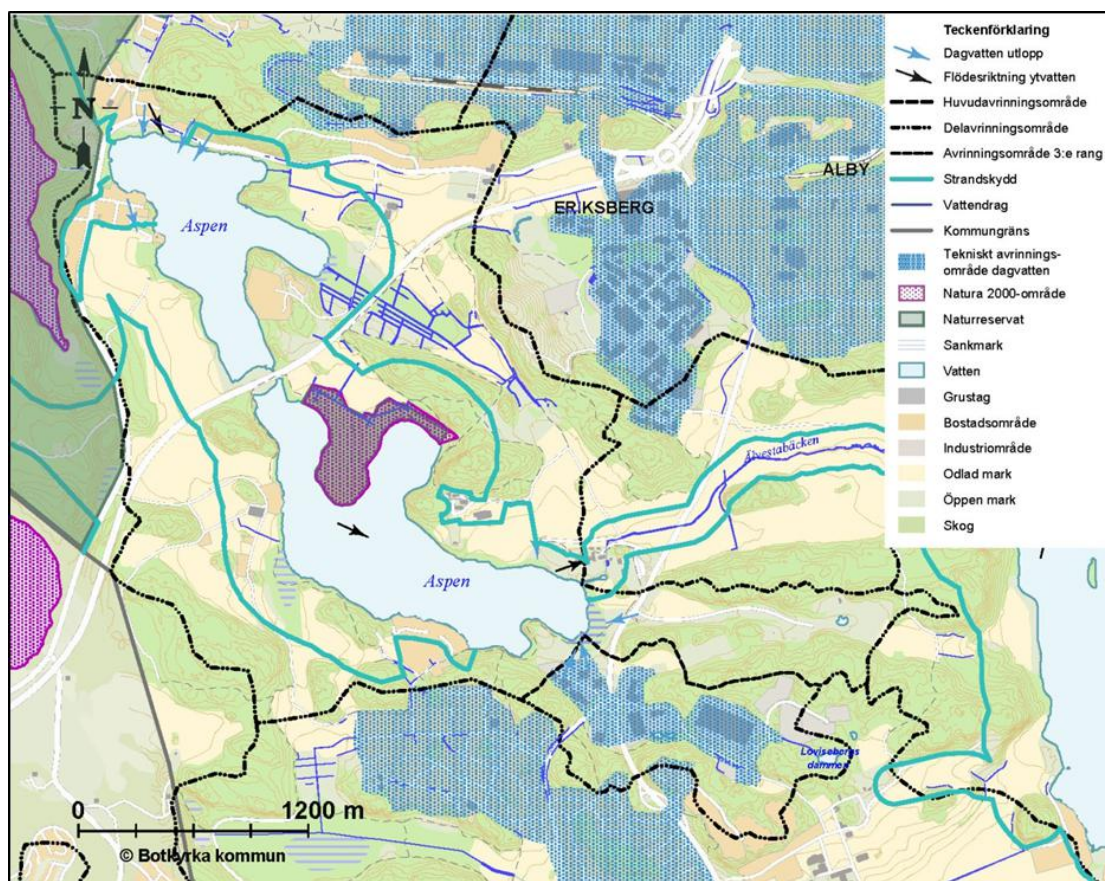 Teckenförklaring
Dagvatten utlopp
Flödesriktning ytvatten
Huvudavrinningsområde
Delavrinningsområde
Avrinningsområde 3:e rang
Strandskydd
Vattendrag
Kommungräns
Tekniskt avrinnings-
område dagvatten
Natura 2000-område
Naturreservat
Sankmark
Vatten
Grustag
Bostadsområde
Industriområde
Odlad mark
Öppen mark
Skog
N
ALBY
ERIKSBERG
Aspen
Älvestabäcken
Aspen
Lovisebergs
dammen
0 1200 m
© Botkyrka kommun